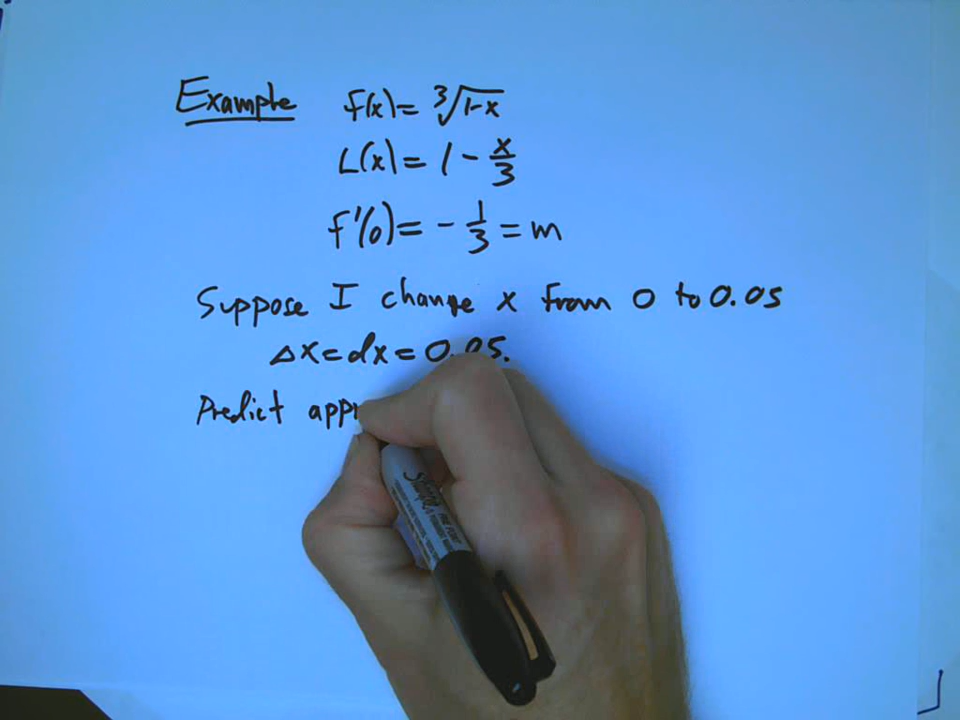 Example f(x) = ∛(1-x)
L(x) = 1 - x/3
f'(0) = - 1/3 = m
Suppose I change x from 0 to 0.05
Δx = dx = 0.05.
Predict app
Sharpie